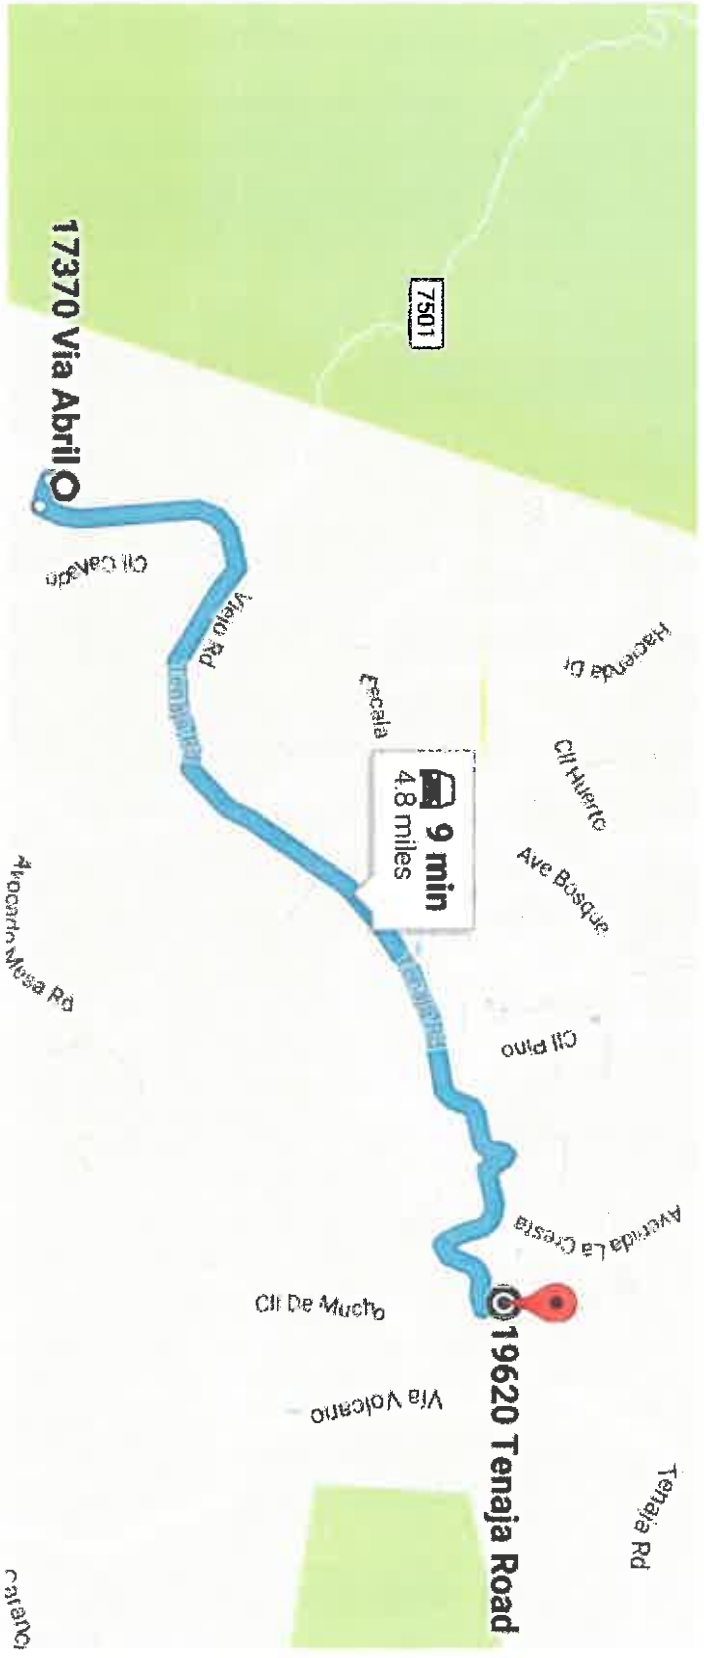 7501
17370 Via Abril
Cll Cavado
Viejo Rd
Hacienda Dr
Escala
Cll Huerto
9 min
4.8 miles
Ave Bosque
Avocado Mesa Rd
Cll Pino
Avenida La Cresta
Cll De Mucho
Via Volcano
19620 Tenaja Road
Tenaja Rd